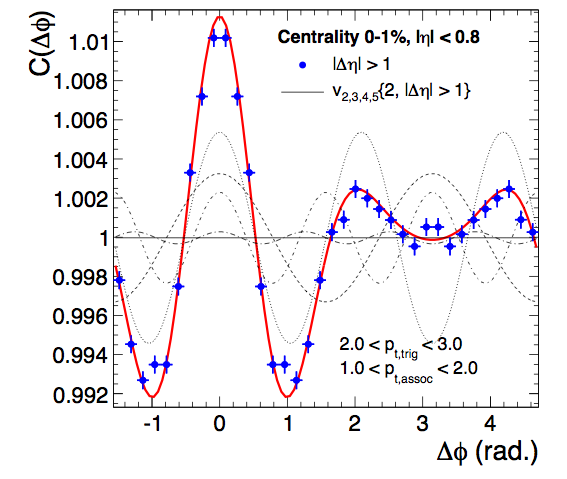 C(Δϕ)
Centrality 0-1%, |η| < 0.8
|Δη| > 1
v2,3,4,5{2, |Δη| > 1}
1.01
1.008
1.006
1.004
1.002
1
0.998
0.996
0.994
0.992
2.0 < pt,trig < 3.0
1.0 < pt,assoc < 2.0
-1 0 1 2 3 4
Δϕ (rad.)